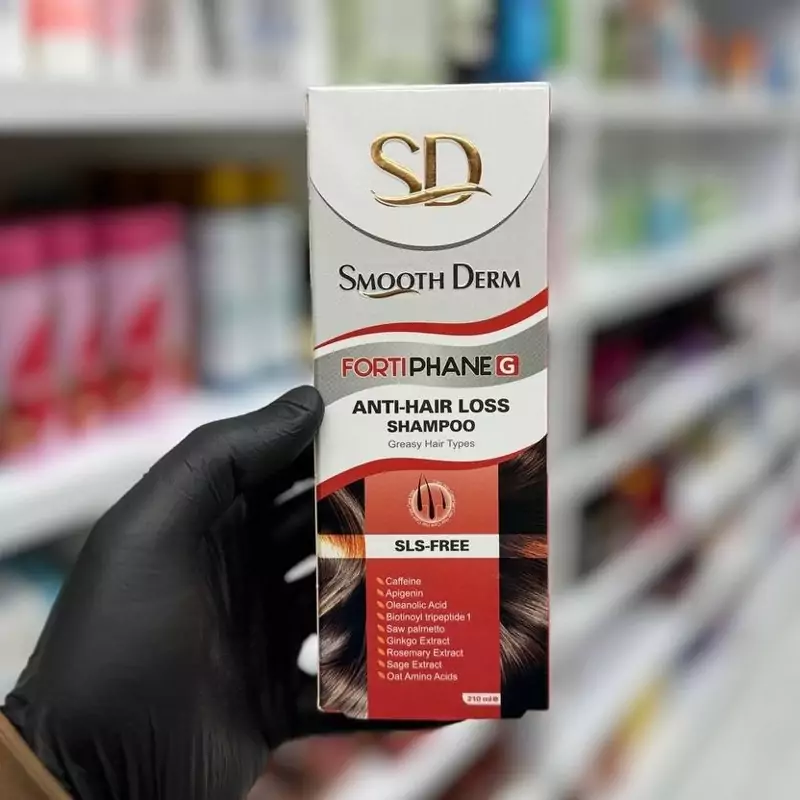 SD
SMOOTH DERM
FORTIPHANE G
ANTI-HAIR LOSS
SHAMPOO
Greasy Hair Types
SLS-FREE
Caffeine
Apigenin
Oleanolic Acid
Biotinoyl tripeptide 1
Saw palmetto
Ginkgo Extract
Rosemary Extract
Sage Extract
Oat Amino Acids
210 ml e